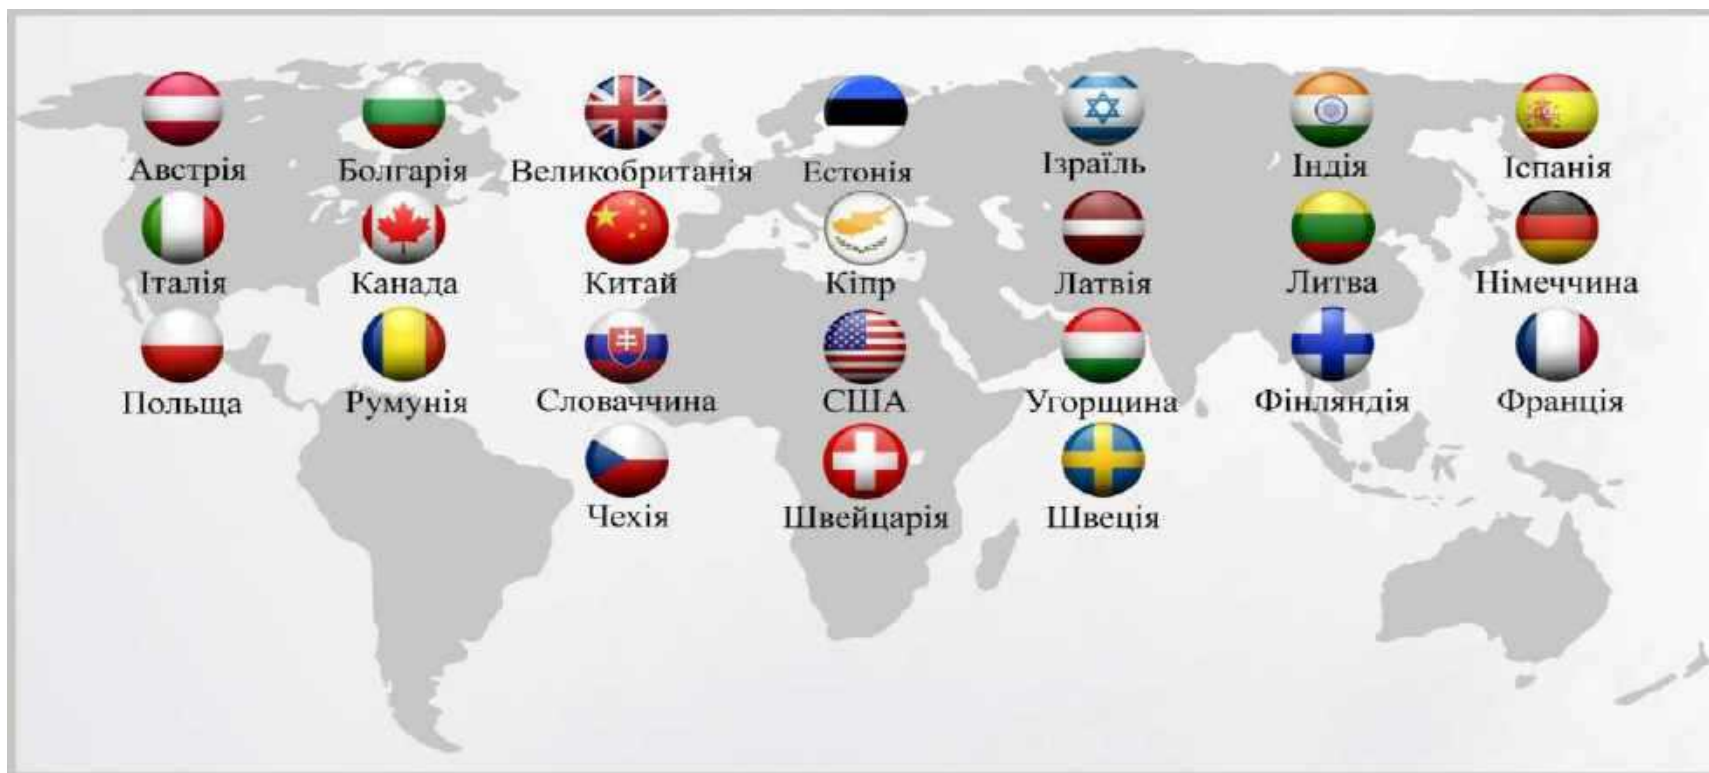 Австрія Болгарія Великобританія Естонія Ізраїль Індія Іспанія
Італія Канада Китай Кіпр Латвія Литва Німеччина
Польща Румунія Словаччина США Угорщина Фінляндія Франція
Чехія Швейцарія Швеція